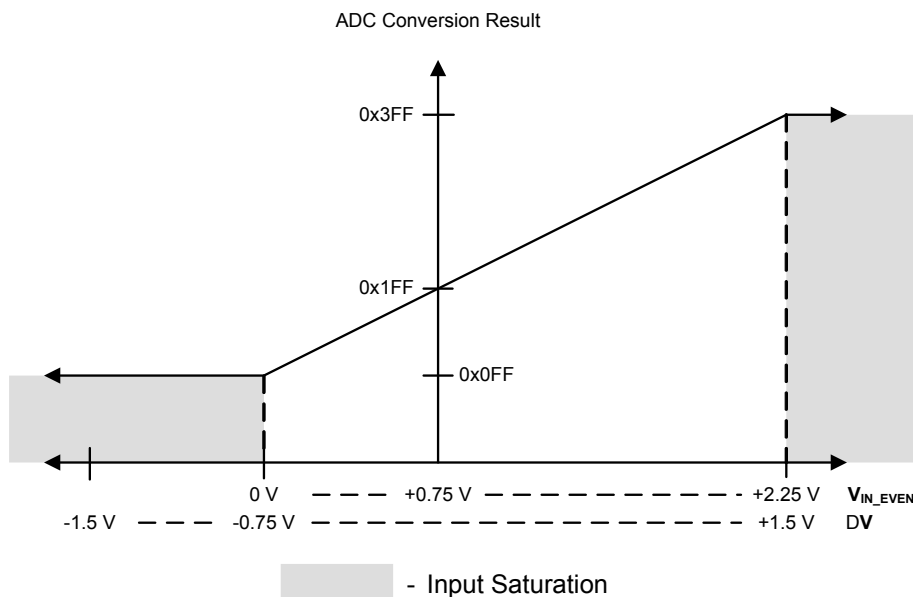 ADC Conversion Result
0x3FF
0x1FF
0x0FF
0 V +0.75 V +2.25 V VIN_EVEN
-1.5 V -0.75 V +1.5 V DV
- Input Saturation